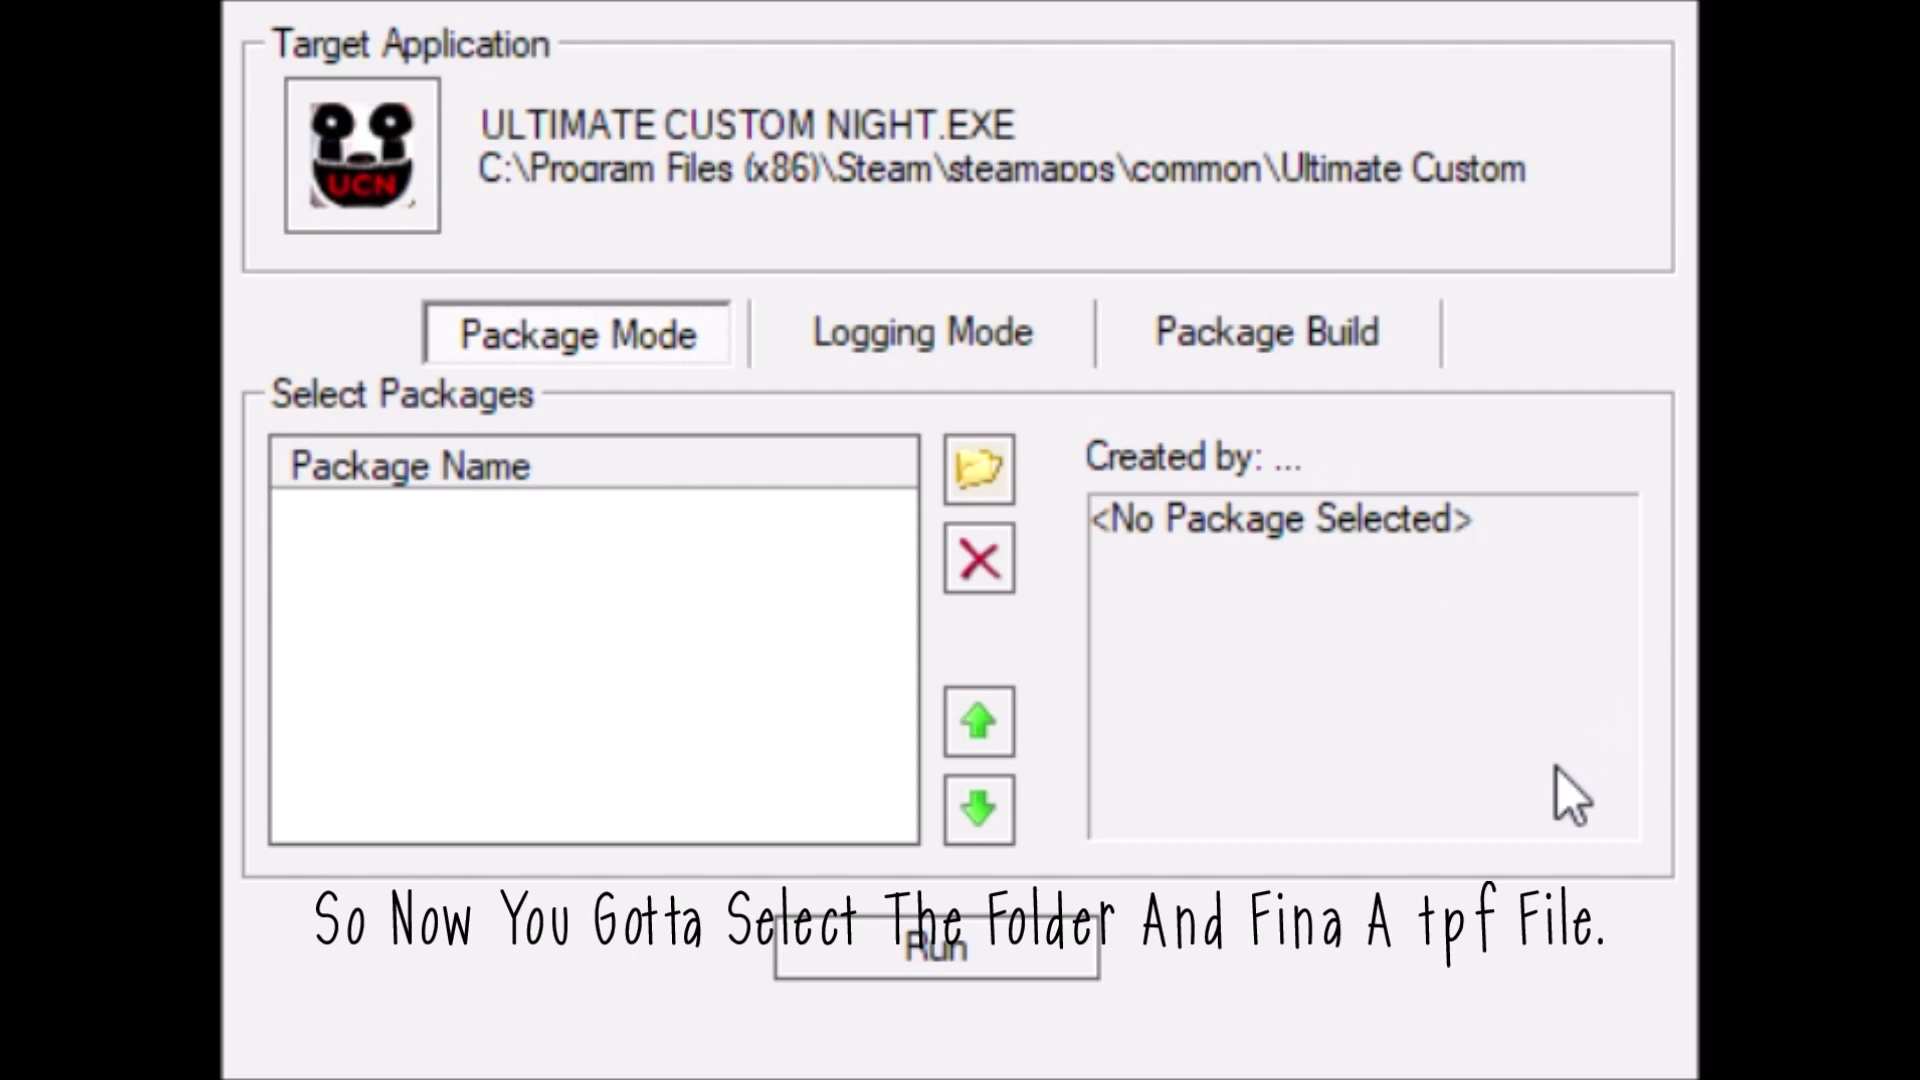 Target Application
ULTIMATE CUSTOM NIGHT.EXE
C:\Program Files (x86)\Steam\steamapps\common\Ultimate Custom
UCN
Package Mode
Logging Mode
Package Build
Select Packages
Package Name
Created by: ...
<No Package Selected>
So Now You Gotta Select The Folder And Fina A tpf File.
Run